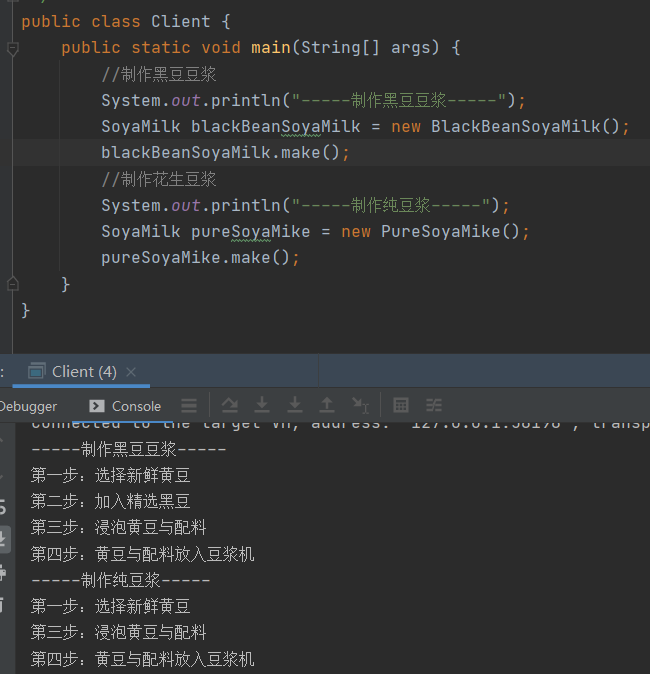 public class Client {
public static void main(String[] args) {
//制作黑豆豆浆
System.out.println("-----制作黑豆豆浆-----");
SoyaMilk blackBeanSoyaMilk = new BlackBeanSoyaMilk();
blackBeanSoyaMilk.make();
//制作花生豆浆
System.out.println("-----制作纯豆浆-----");
SoyaMilk pureSoyaMike = new PureSoyaMike();
pureSoyaMike.make();
}
}
: Client (4) ×
Debugger Console
-----制作黑豆豆浆-----
第一步：选择新鲜黄豆
第二步：加入精选黑豆
第三步：浸泡黄豆与配料
第四步：黄豆与配料放入豆浆机
-----制作纯豆浆-----
第一步：选择新鲜黄豆
第三步：浸泡黄豆与配料
第四步：黄豆与配料放入豆浆机